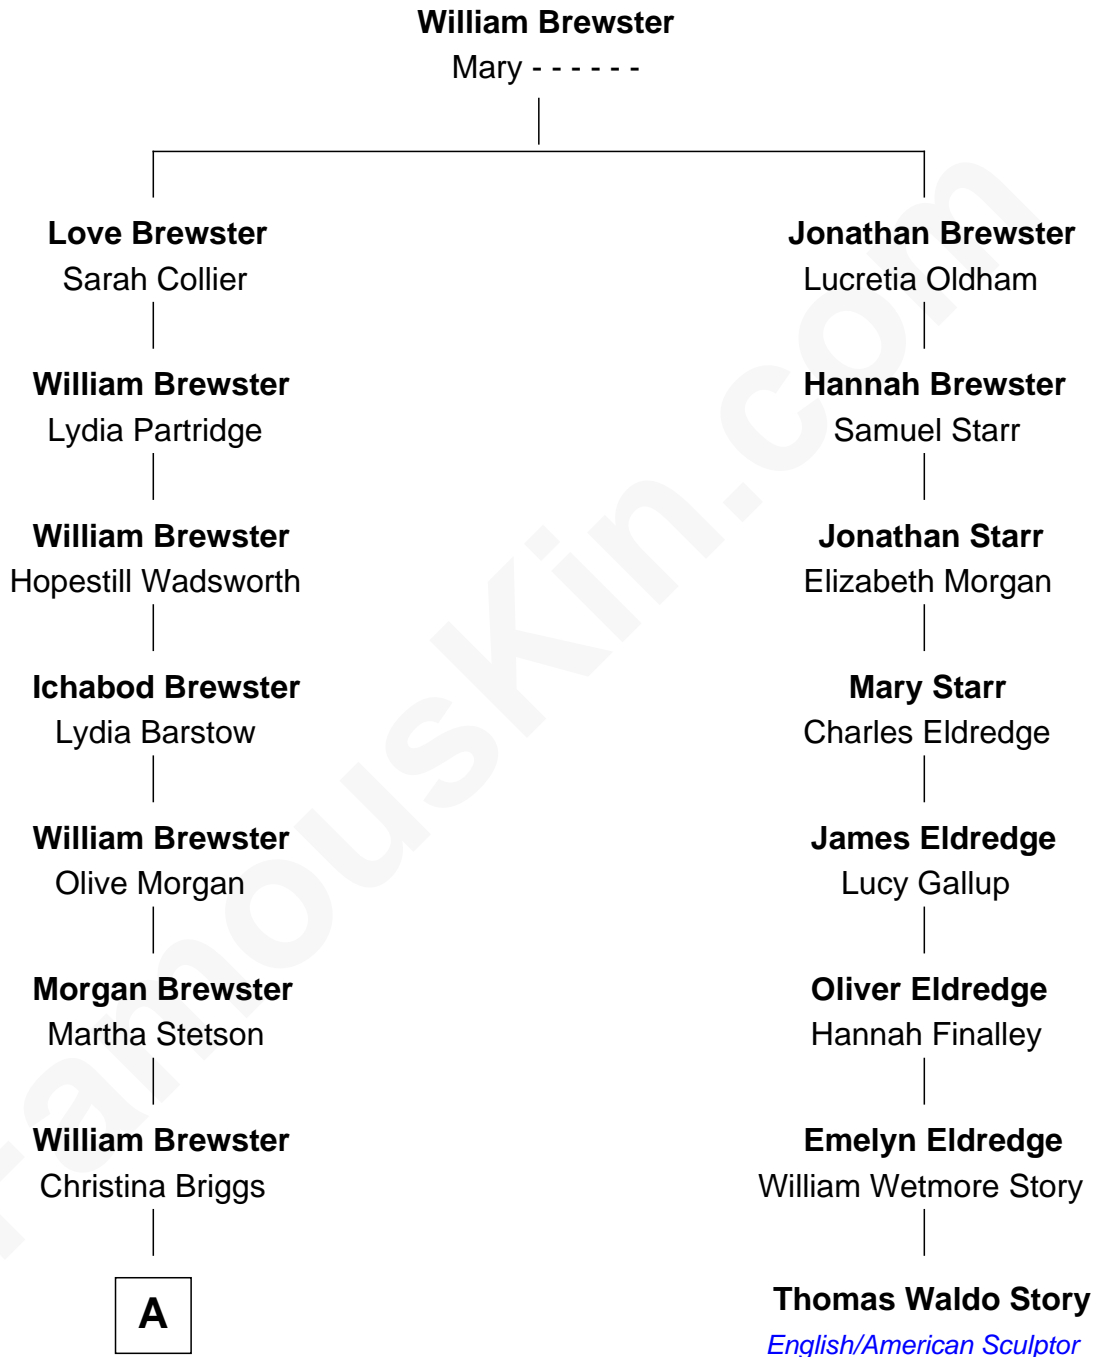 William Brewster
Mary - - - - - -
Love Brewster
Sarah Collier
Jonathan Brewster
Lucretia Oldham
William Brewster
Lydia Partridge
Hannah Brewster
Samuel Starr
William Brewster
Hopestill Wadsworth
Jonathan Starr
Elizabeth Morgan
Ichabod Brewster
Lydia Barstow
Mary Starr
Charles Eldredge
William Brewster
Olive Morgan
James Eldredge
Lucy Gallup
Morgan Brewster
Martha Stetson
Oliver Eldredge
Hannah Finalley
William Brewster
Christina Briggs
Emelyn Eldredge
William Wetmore Story
A
Thomas Waldo Story
English/American Sculptor
FamousKin.com